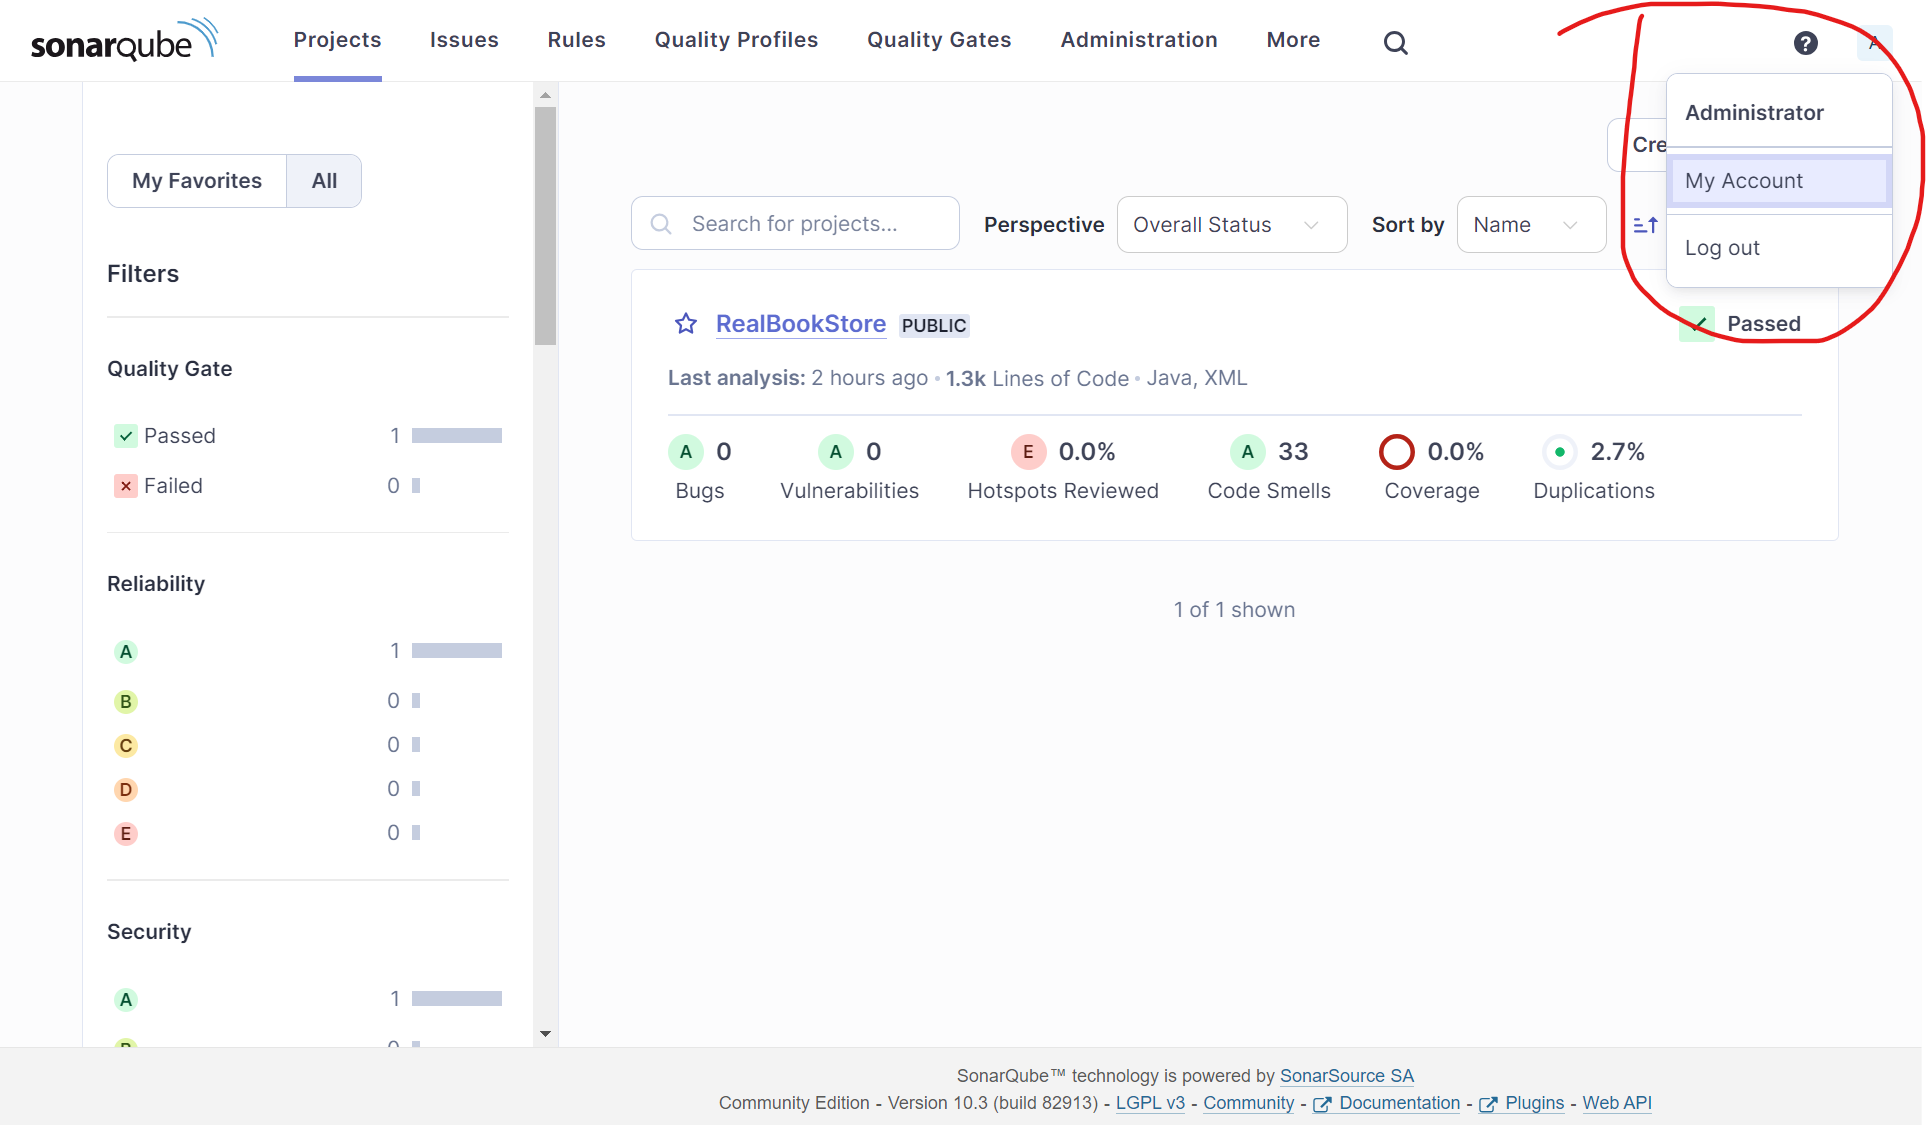 sonarqube Projects Issues Rules Quality Profiles Quality Gates Administration More ? A
Administrator
My Account
Log out
Cre
My Favorites All
Filters
Quality Gate
Passed 1
Failed 0
Reliability
A 1
B 0
C 0
D 0
E 0
Security
A 1
B 0
Search for projects... Perspective Overall Status Sort by Name
RealBookStore PUBLIC Passed
Last analysis: 2 hours ago • 1.3k Lines of Code • Java, XML
A 0 A 0 E 0.0% A 33 0.0% 2.7%
Bugs Vulnerabilities Hotspots Reviewed Code Smells Coverage Duplications
1 of 1 shown
SonarQube™ technology is powered by SonarSource SA
Community Edition - Version 10.3 (build 82913) - LGPL v3 - Community - Documentation - Plugins - Web API